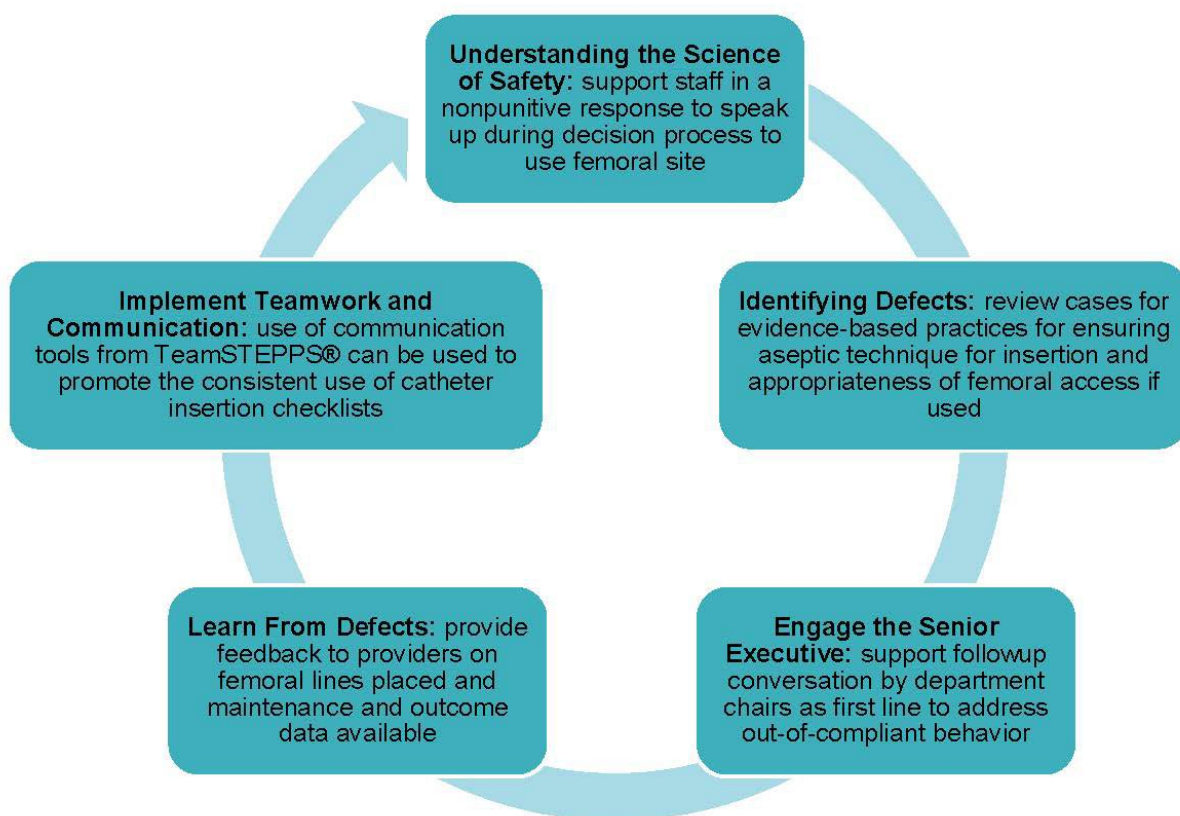 Understanding the Science
of Safety: support staff in a
nonpunitive response to speak
up during decision process to
use femoral site
Identifying Defects: review cases for
evidence-based practices for ensuring
aseptic technique for insertion and
appropriateness of femoral access if
used
Engage the Senior
Executive: support followup
conversation by department
chairs as first line to address
out-of-compliant behavior
Learn From Defects: provide
feedback to providers on
femoral lines placed and
maintenance and outcome
data available
Implement Teamwork and
Communication: use of communication
tools from TeamSTEPPS® can be used to
promote the consistent use of catheter
insertion checklists